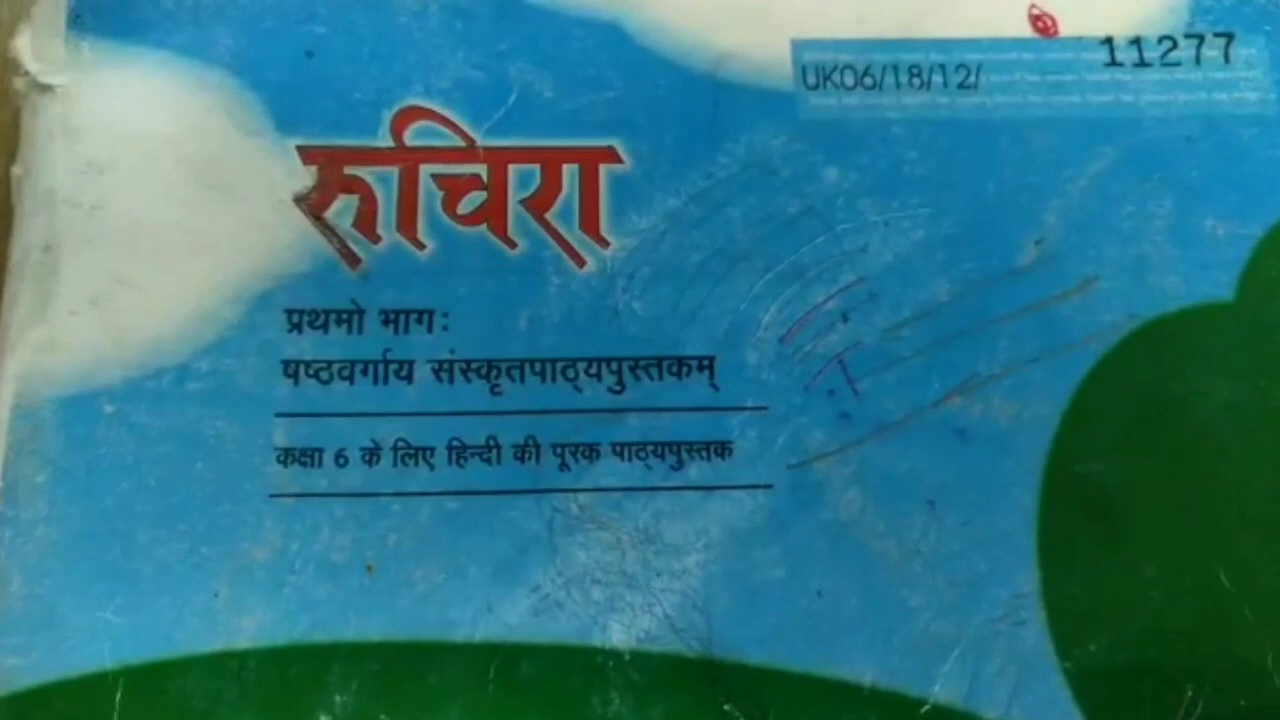 UK06/18/12/ 11277
रुचिरा
प्रथमो भागः
षष्ठवर्गाय संस्कृतपाठ्यपुस्तकम्
कक्षा 6 के लिए हिन्दी की पूरक पाठ्यपुस्तक